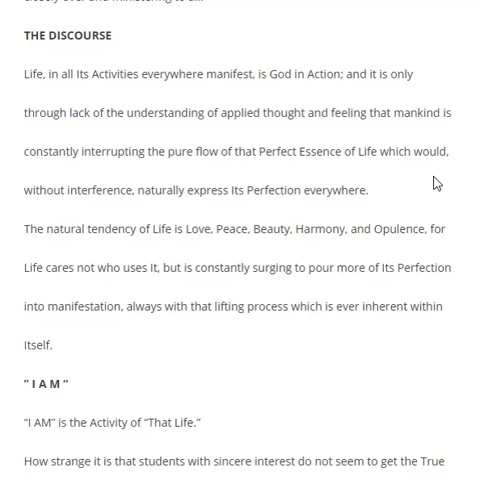 THE DISCOURSE
Life, in all Its Activities everywhere manifest, is God in Action; and it is only
through lack of the understanding of applied thought and feeling that mankind is
constantly interrupting the pure flow of that Perfect Essence of Life which would,
without interference, naturally express Its Perfection everywhere.
The natural tendency of Life is Love, Peace, Beauty, Harmony, and Opulence, for
Life cares not who uses It, but is constantly surging to pour more of Its Perfection
into manifestation, always with that lifting process which is ever inherent within
Itself.
” I A M “
“I AM” is the Activity of “That Life.”
How strange it is that students with sincere interest do not seem to get the True